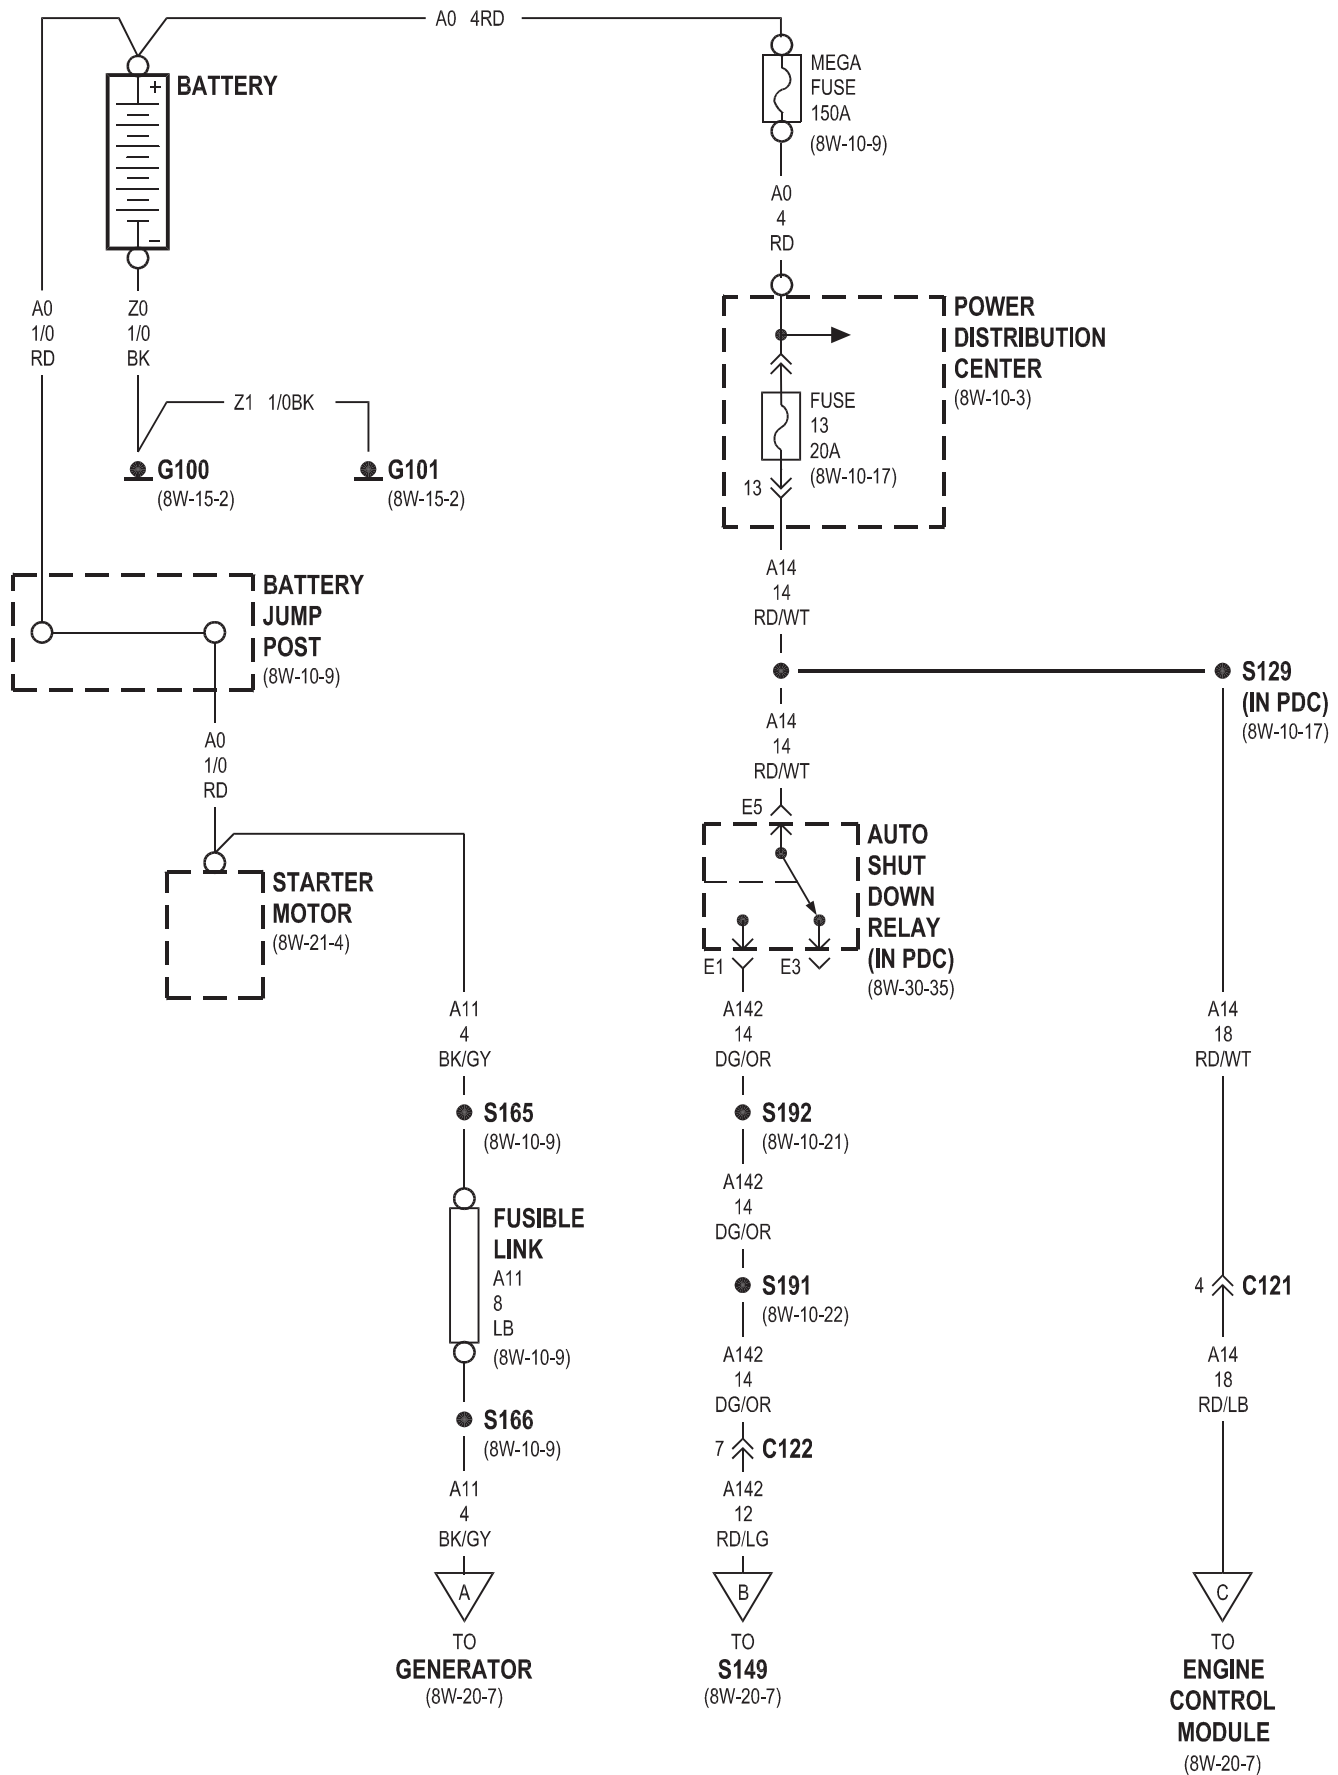 A0 4RD
MEGA
FUSE
150A
(8W-10-9)
+
BATTERY
–
A0
4
RD
A0
1/0
RD
Z0
1/0
BK
Z1 1/0BK
G100
(8W-15-2)
G101
(8W-15-2)
POWER
DISTRIBUTION
CENTER
(8W-10-3)
FUSE
13
20A
(8W-10-17)
13
A14
14
RD/WT
BATTERY
JUMP
POST
(8W-10-9)
S129
(IN PDC)
(8W-10-17)
A0
1/0
RD
A14
14
RD/WT
E5
AUTO
SHUT
DOWN
RELAY
(IN PDC)
(8W-30-35)
E1
E3
STARTER
MOTOR
(8W-21-4)
A11
4
BK/GY
A142
14
DG/OR
A14
18
RD/WT
S165
(8W-10-9)
S192
(8W-10-21)
A142
14
DG/OR
FUSIBLE
LINK
A11
8
LB
(8W-10-9)
S191
(8W-10-22)
4
C121
A142
14
DG/OR
A14
18
RD/LB
S166
(8W-10-9)
7
C122
A11
4
BK/GY
A142
12
RD/LG
A
B
C
TO
GENERATOR
(8W-20-7)
TO
S149
(8W-20-7)
TO
ENGINE
CONTROL
MODULE
(8W-20-7)